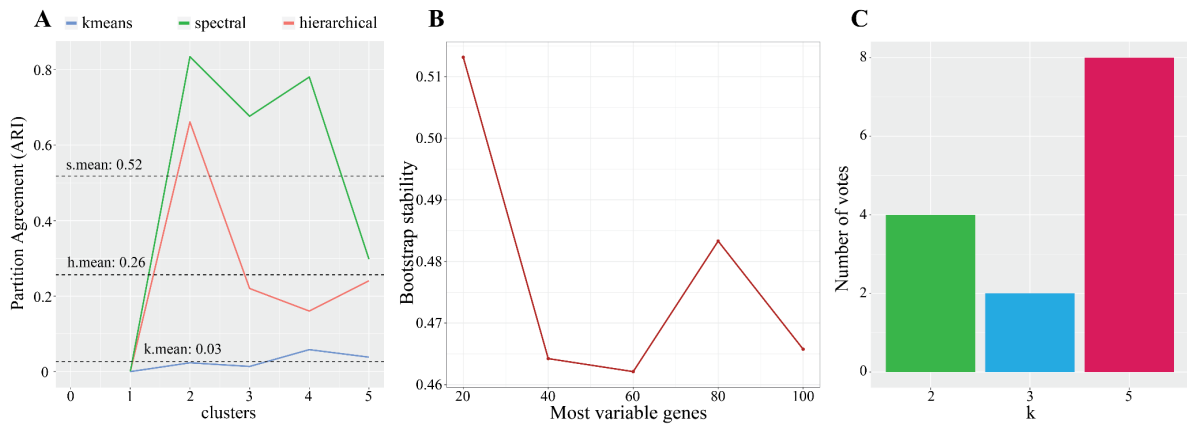 A
kmeans
spectral
hierarchical
Partition Agreement (ARI)
0.8
0.6
0.4
0.2
0
s.mean: 0.52
h.mean: 0.26
k.mean: 0.03
0 1 2 3 4 5
clusters
B
Bootstrap stability
0.51
0.50
0.49
0.48
0.47
0.46
20 40 60 80 100
Most variable genes
C
Number of votes
8
6
4
2
0
2 3 5
k